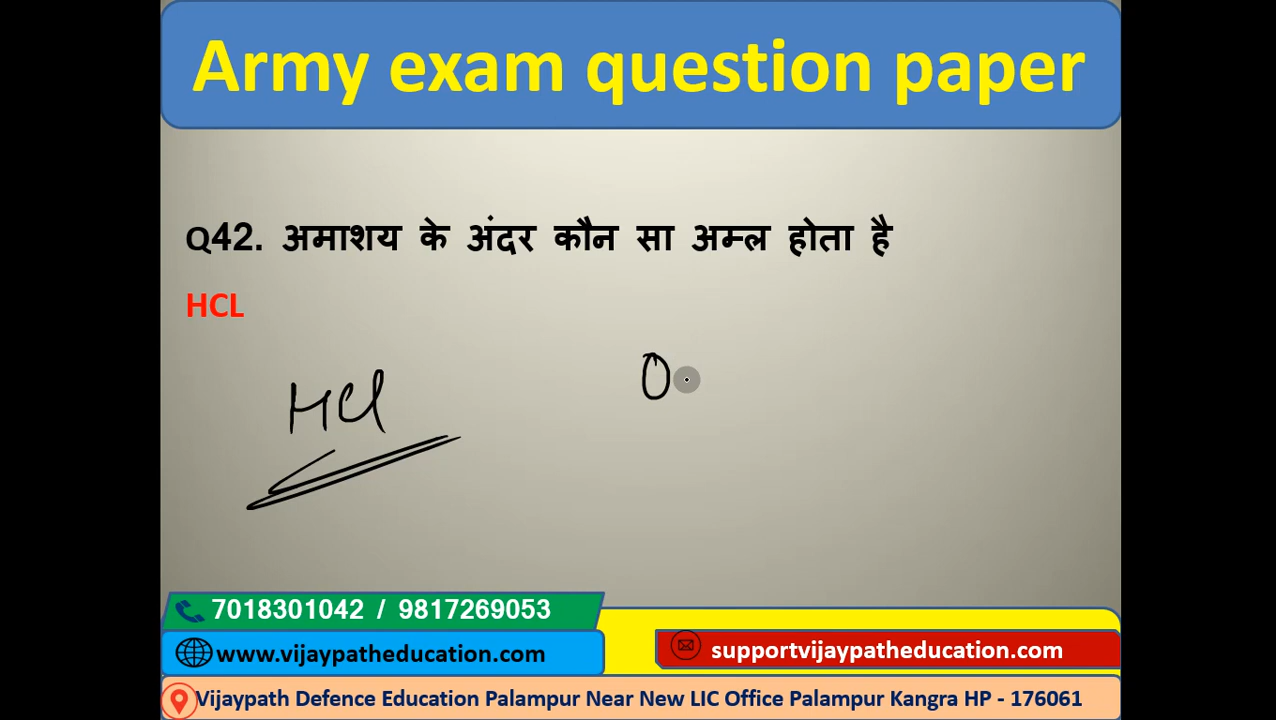 Army exam question paper
Q42. अमाशय के अंदर कौन सा अम्ल होता है
HCL
HCl
0
7018301042 / 9817269053
www.vijaypatheducation.com
supportvijaypatheducation.com
Vijaypath Defence Education Palampur Near New LIC Office Palampur Kangra HP - 176061